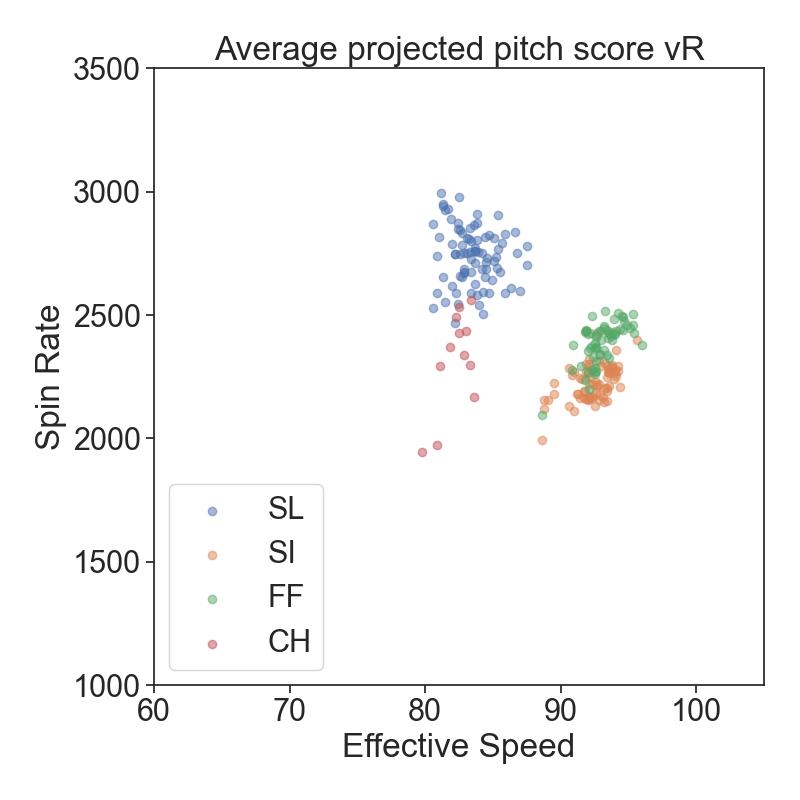 Average projected pitch score vR
3500
3000
2500
2000
1500
1000
Spin Rate
SL
SI
FF
CH
60
70
80
90
100
Effective Speed